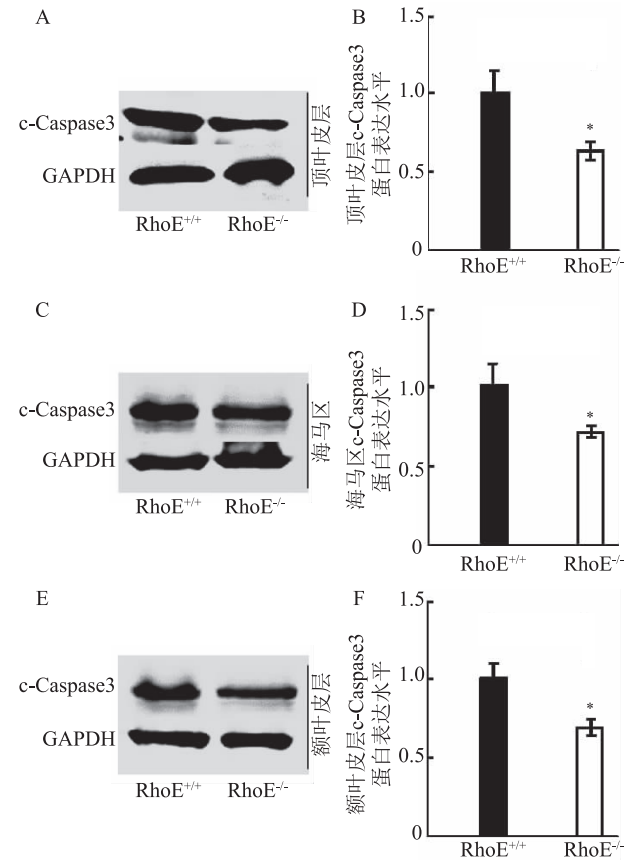 A
c-Caspase3
GAPDH
顶叶皮层
RhoE+/+ RhoE-/-
B
顶叶皮层c-Caspase3
蛋白表达水平
1.5
1.0
*
0.5
0
RhoE+/+ RhoE-/-
C
c-Caspase3
GAPDH
海马区
RhoE+/+ RhoE-/-
D
海马区c-Caspase3
蛋白表达水平
1.5
1.0
*
0.5
0
RhoE+/+ RhoE-/-
E
c-Caspase3
GAPDH
额叶皮层
RhoE+/+ RhoE-/-
F
额叶皮层c-Caspase3
蛋白表达水平
1.5
1.0
*
0.5
0
RhoE+/+ RhoE-/-